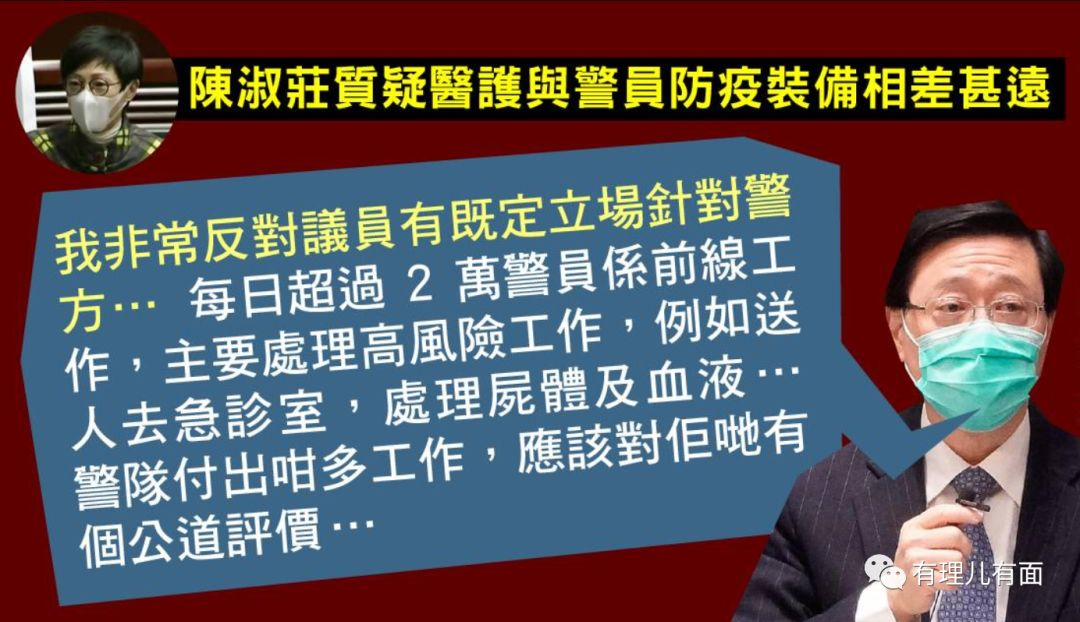 陳淑莊質疑醫護與警員防疫裝備相差甚遠
我非常反對議員有既定立場針對警
方… 每日超過 2 萬警員係前線工
作，主要處理高風險工作，例如送
人去急診室，處理屍體及血液…
警隊付出咁多工作，應該對佢哋有
個公道評價…
有理儿有面